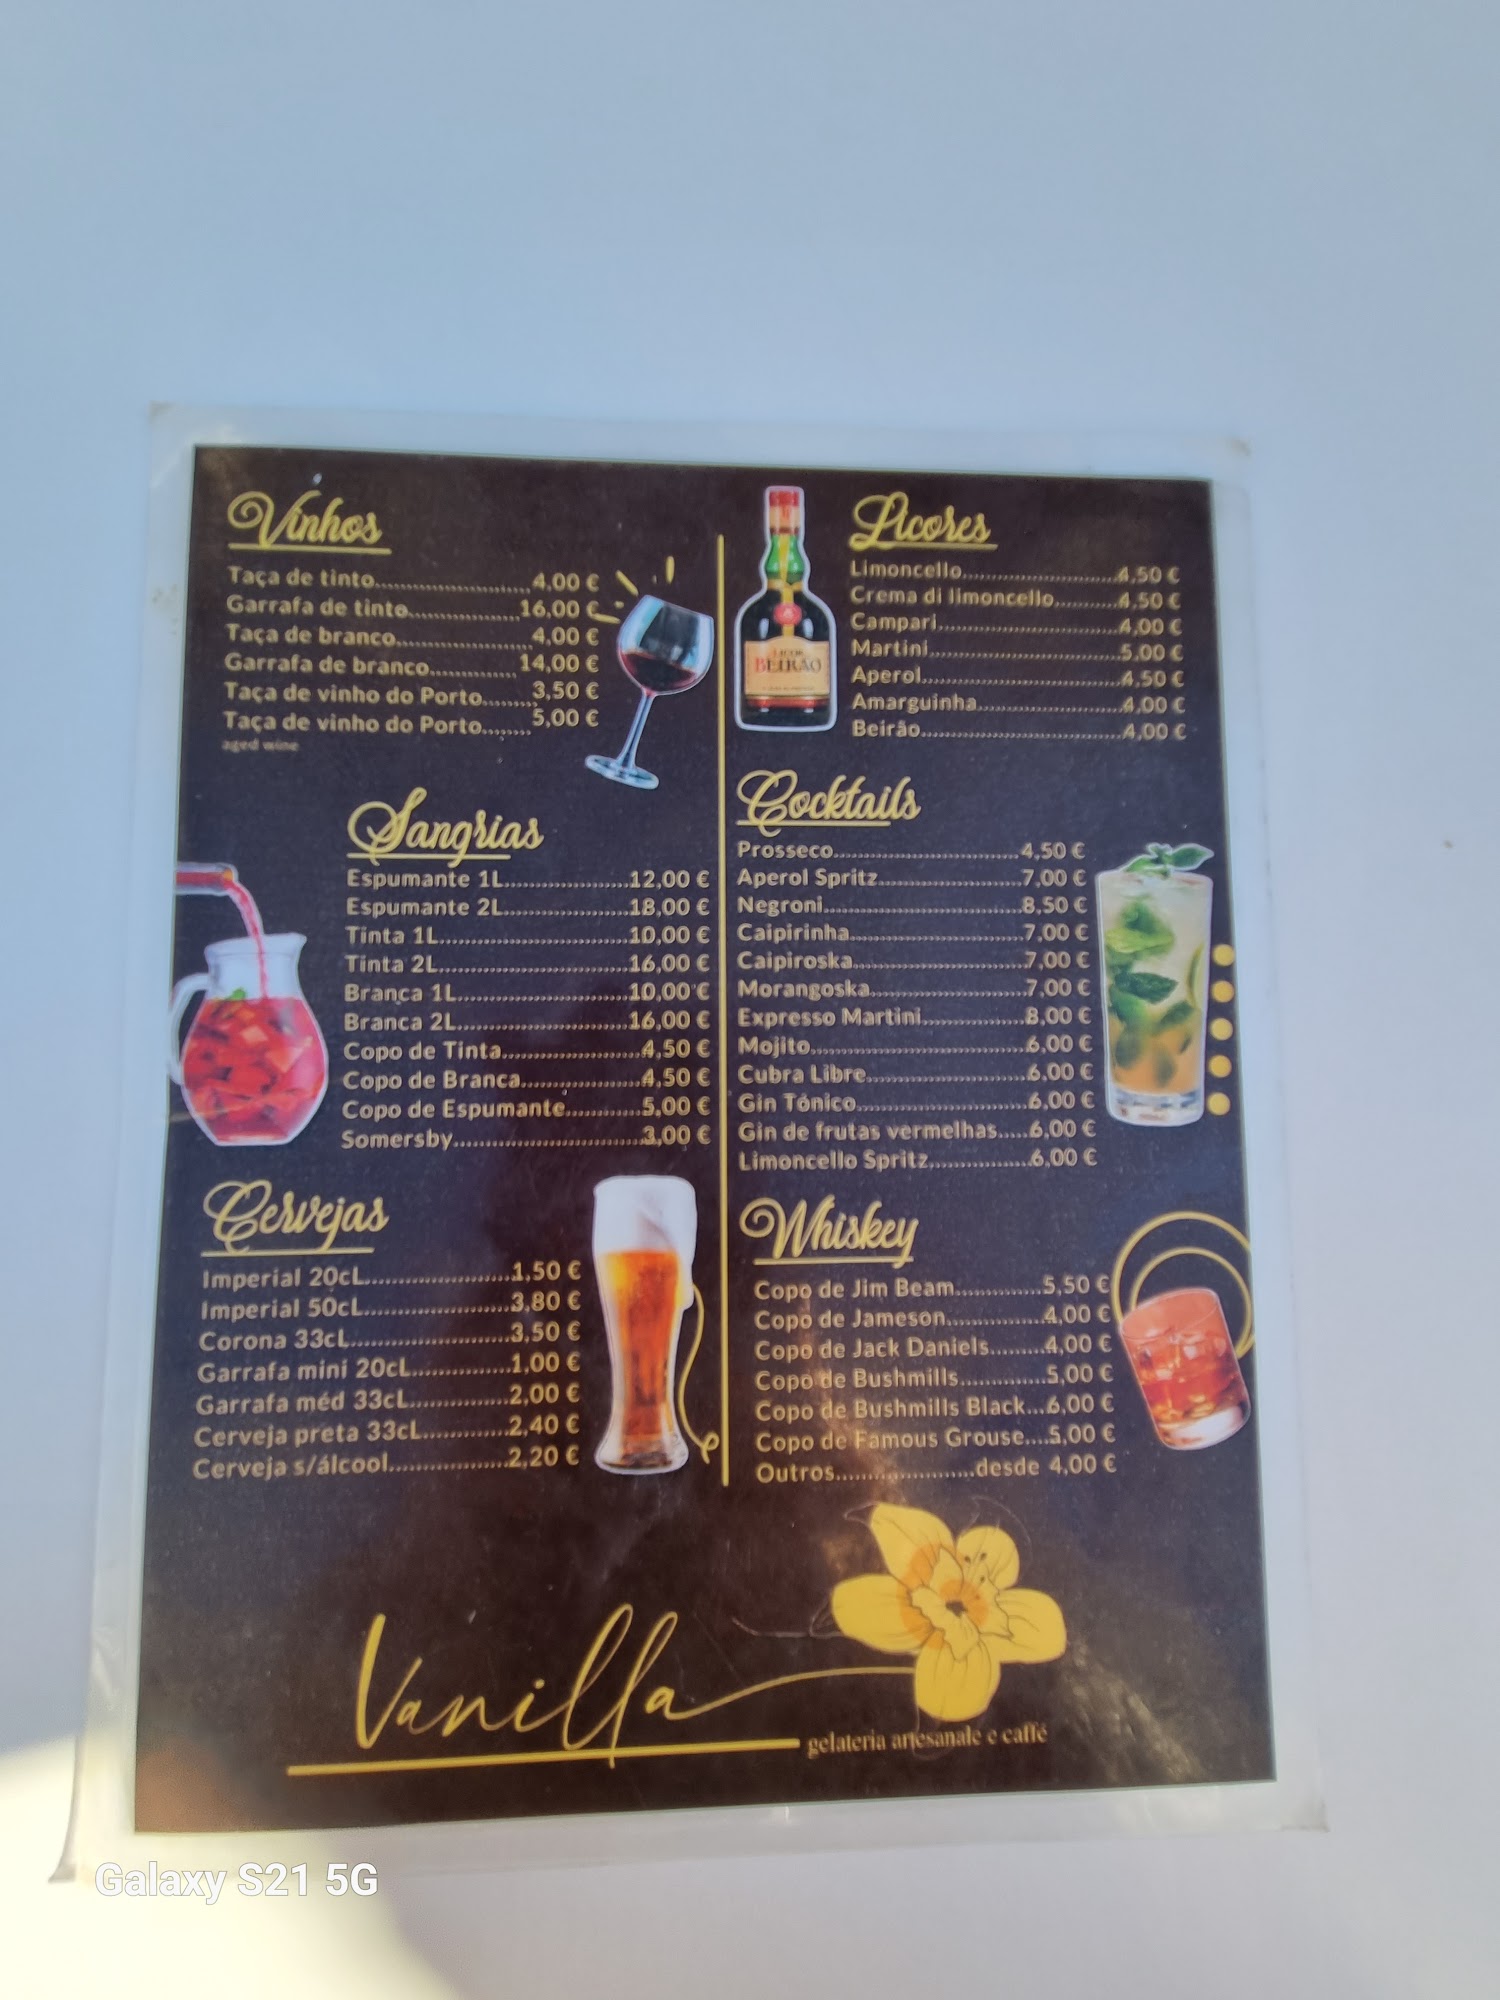 Vinhos
Taça de tinto 4,00 €
Garrafa de tinto 16,00 €
Taça de branco 4,00 €
Garrafa de branco 14,00 €
Taça de vinho do Porto 3,50 €
Taça de vinho do Porto 5,00 €
aged wine
Sangrias
Espumante 1L 12,00 €
Espumante 2L 18,00 €
Tinta 1L 10,00 €
Tinta 2L 16,00 €
Branca 1L 10,00 €
Branca 2L 16,00 €
Copo de Tinta 4,50 €
Copo de Branca 4,50 €
Copo de Espumante 5,00 €
Somersby 3,00 €
Cervejas
Imperial 20cL 1,50 €
Imperial 50cL 3,80 €
Corona 33cL 3,50 €
Garrafa mini 20cL 1,00 €
Garrafa méd 33cL 2,00 €
Cerveja preta 33cL 2,40 €
Cerveja s/álcool 2,20 €
BEIRÃO
Licores
Limoncello 4,50 €
Crema di limoncello 4,50 €
Campari 4,00 €
Martini 5,00 €
Aperol 4,50 €
Amarguinha 4,00 €
Beirão 4,00 €
Cocktails
Prosseco 4,50 €
Aperol Spritz 7,00 €
Negroni 8,50 €
Caipirinha 7,00 €
Caipiroska 7,00 €
Morangoska 7,00 €
Expresso Martini 8,00 €
Mojito 6,00 €
Cubra Libre 6,00 €
Gin Tónico 6,00 €
Gin de frutas vermelhas 6,00 €
Limoncello Spritz 6,00 €
Whiskey
Copo de Jim Beam 5,50 €
Copo de Jameson 4,00 €
Copo de Jack Daniels 4,00 €
Copo de Bushmills 5,00 €
Copo de Bushmills Black 6,00 €
Copo de Famous Grouse 5,00 €
Outros desde 4,00 €
Vanilla
gelateria artesanale e caffé
Galaxy S21 5G